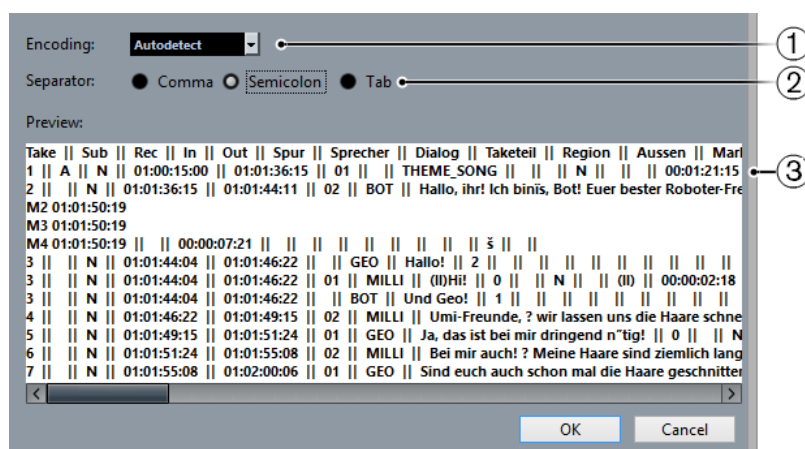 Encoding: Autodetect 1
Separator: Comma Semicolon Tab 2
Preview:
Take || Sub || Rec || In || Out || Spur || Sprecher || Dialog || Taketeil || Region || Aussen || Mar
1 || A || N || 01:00:15:00 || 01:01:36:15 || 01 || || THEME_SONG || || || N || || || 00:01:21:15
2 || || N || 01:01:36:15 || 01:01:44:11 || 02 || BOT || Hallo, ihr! Ich binïs, Bot! Euer bester Roboter-Fre
M2 01:01:50:19
M3 01:01:50:19
M4 01:01:50:19 || || 00:00:07:21 || || || || || || || || š || ||
3 || || N || 01:01:44:04 || 01:01:46:22 || || GEO || Hallo! || 2 || || || || || || || || ||
3 || || N || 01:01:44:04 || 01:01:46:22 || 01 || MILLI || (II)Hi! || 0 || || N || || (II) || 00:00:02:18
3 || || N || 01:01:44:04 || 01:01:46:22 || || BOT || Und Geo! || 1 || || || || || || || || ||
4 || || N || 01:01:46:22 || 01:01:49:15 || 02 || MILLI || Umi-Freunde, ? wir lassen uns die Haare schne
5 || || N || 01:01:49:15 || 01:01:51:24 || 01 || GEO || Ja, das ist bei mir dringend n˝tig! || 0 || || N
6 || || N || 01:01:51:24 || 01:01:55:08 || 02 || MILLI || Bei mir auch! ? Meine Haare sind ziemlich lang
7 || || N || 01:01:55:08 || 01:02:00:06 || 01 || GEO || Sind euch auch schon mal die Haare geschnitten
3
OK Cancel